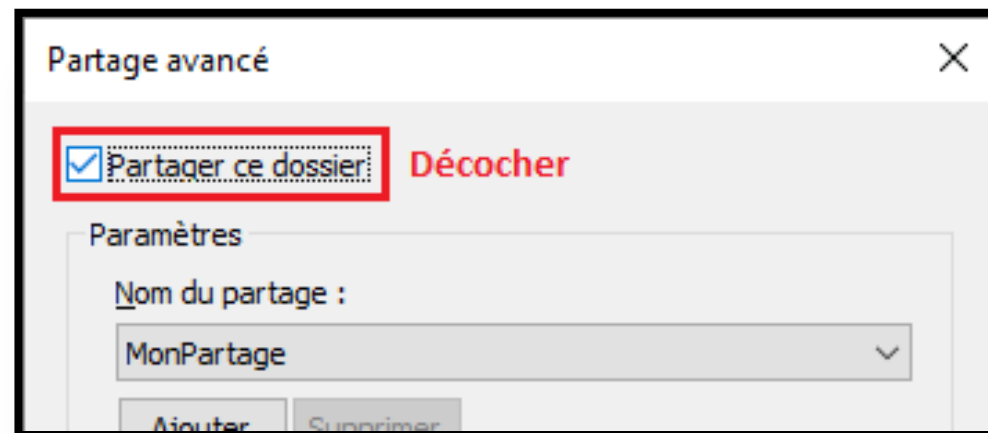 Partage avancé
Partager ce dossier Décocher
Paramètres
Nom du partage :
MonPartage
Ajouter Supprimer